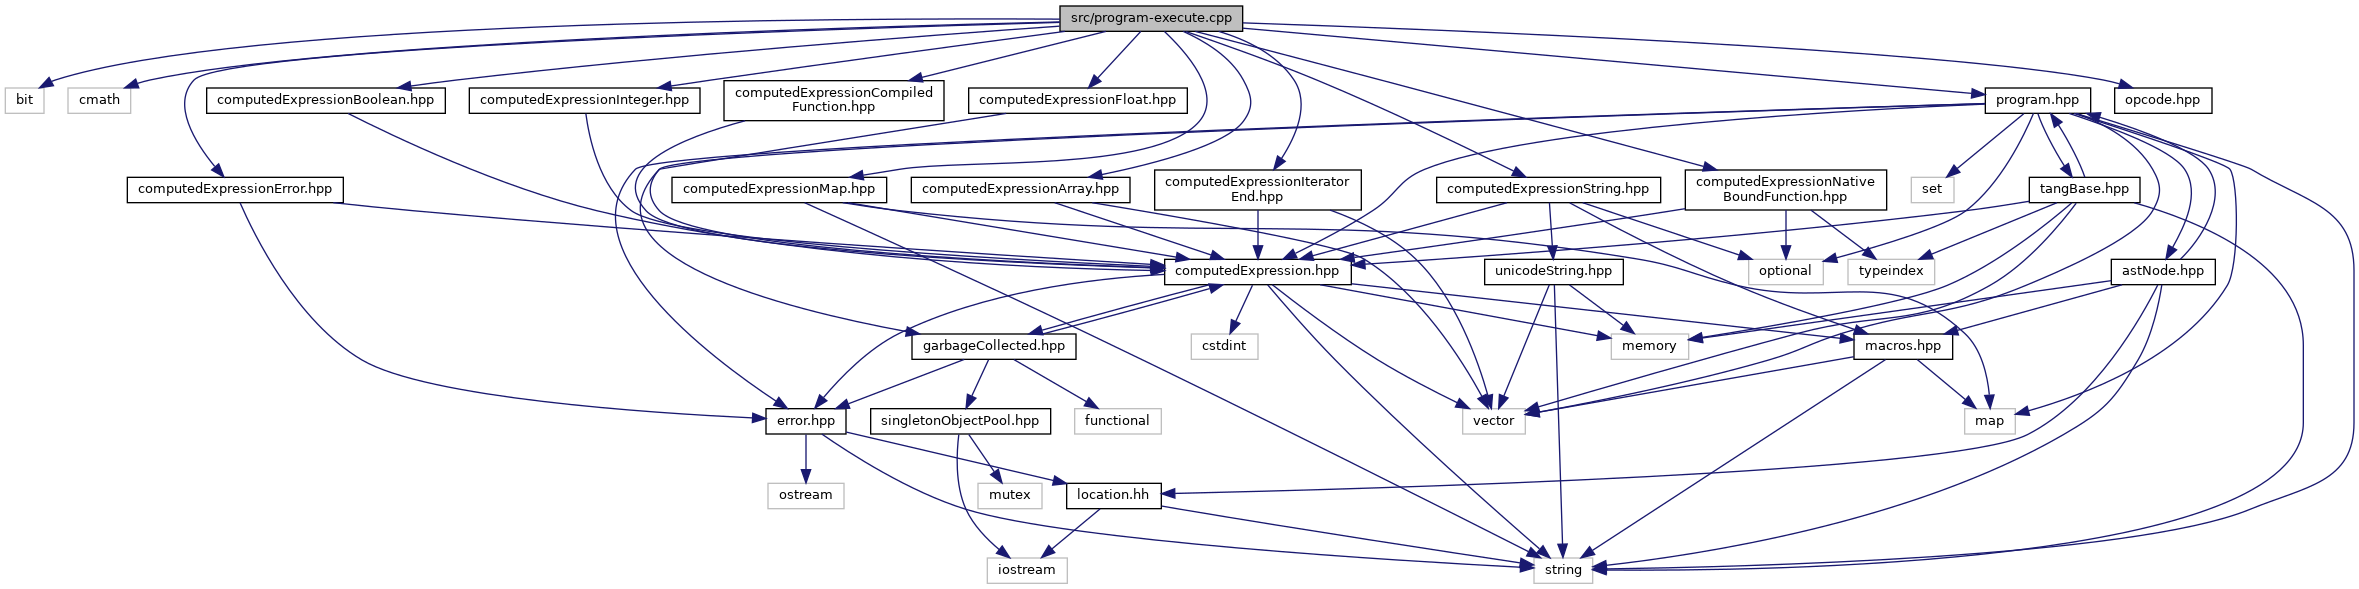 src/program-execute.cpp
bit
cmath
computedExpressionBoolean.hpp
computedExpressionInteger.hpp
computedExpressionCompiled
Function.hpp
computedExpressionFloat.hpp
program.hpp
opcode.hpp
computedExpressionError.hpp
computedExpressionMap.hpp
computedExpressionArray.hpp
computedExpressionIterator
End.hpp
computedExpressionString.hpp
computedExpressionNative
BoundFunction.hpp
set
tangBase.hpp
computedExpression.hpp
unicodeString.hpp
optional
typeindex
astNode.hpp
garbageCollected.hpp
cstdint
memory
macros.hpp
error.hpp
singletonObjectPool.hpp
functional
vector
map
ostream
mutex
location.hh
iostream
string